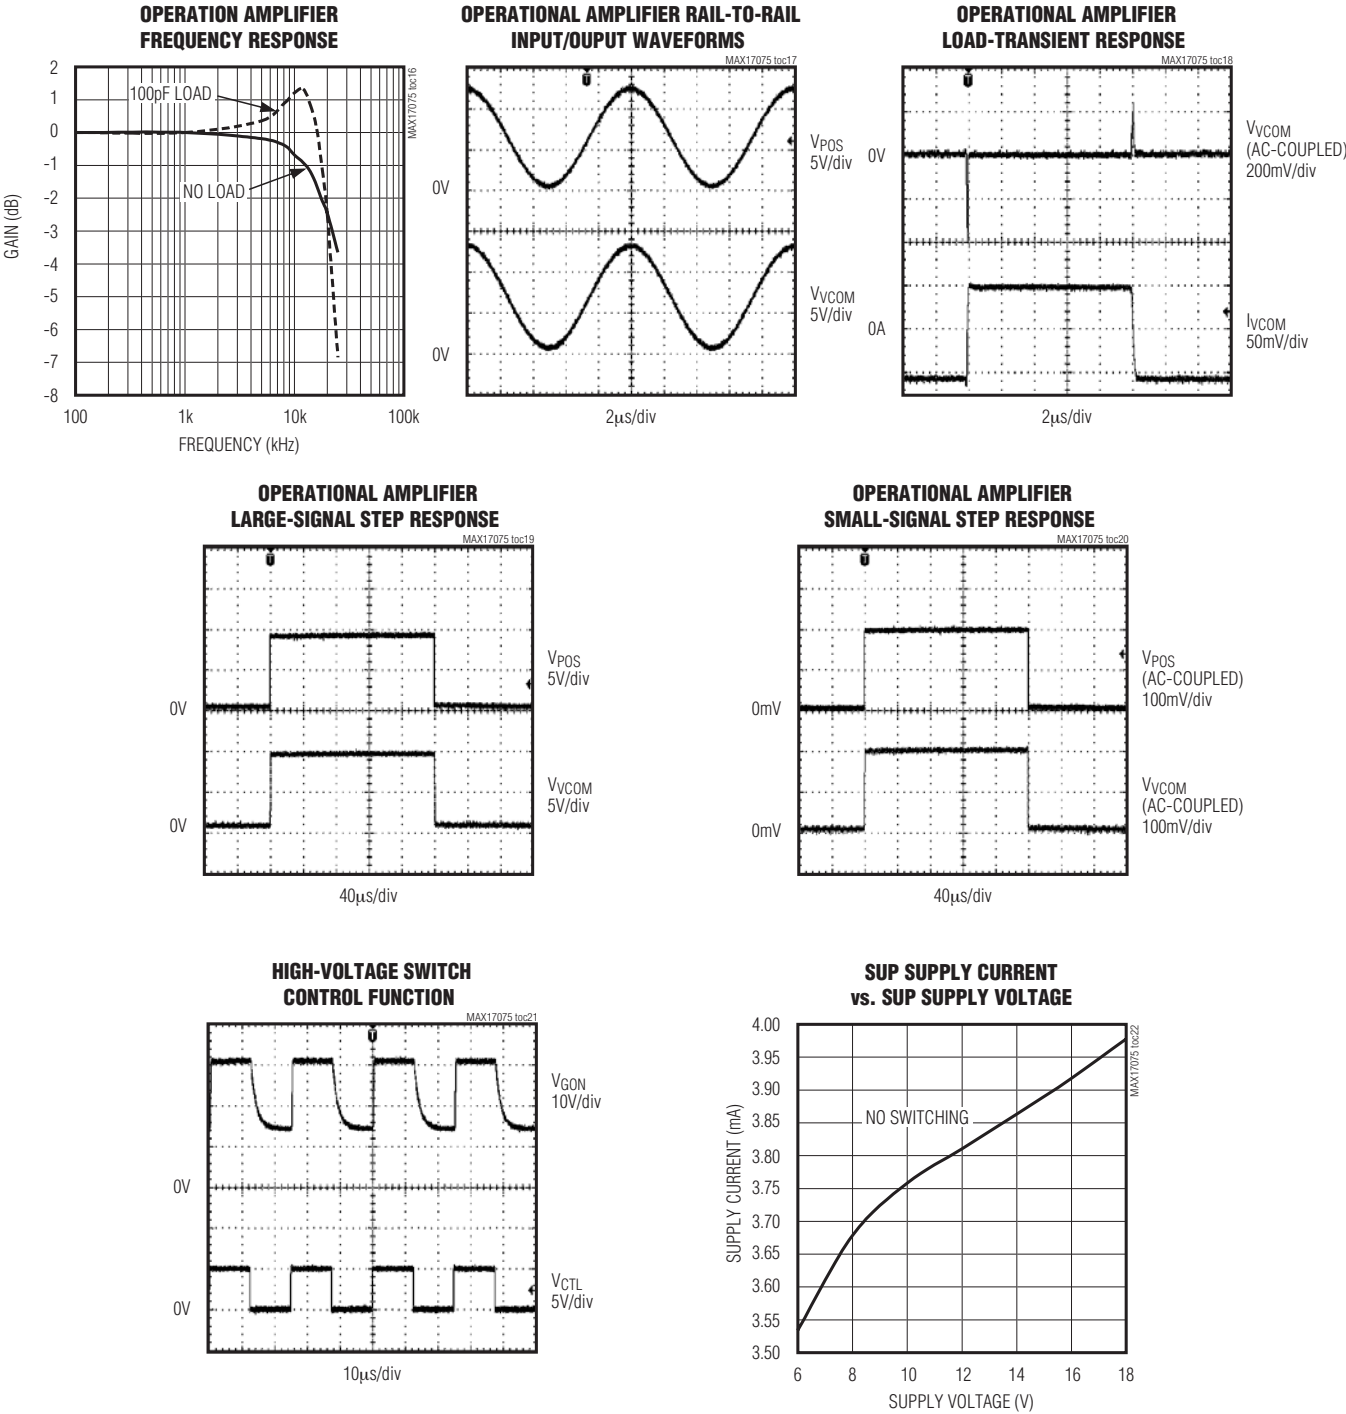 OPERATION AMPLIFIER
FREQUENCY RESPONSE
MAX17075 toc16
2
1
0
-1
-2
-3
-4
-5
-6
-7
-8
GAIN (dB)
100pF LOAD
NO LOAD
100
1k
10k
100k
FREQUENCY (kHz)
OPERATIONAL AMPLIFIER RAIL-TO-RAIL
INPUT/OUPUT WAVEFORMS
MAX17075 toc17
T
0V
0V
VPOS
5V/div
VVCOM
5V/div
2μs/div
OPERATIONAL AMPLIFIER
LOAD-TRANSIENT RESPONSE
MAX17075 toc18
T
0V
0A
VVCOM
(AC-COUPLED)
200mV/div
IVCOM
50mV/div
2μs/div
OPERATIONAL AMPLIFIER
LARGE-SIGNAL STEP RESPONSE
MAX17075 toc19
T
0V
0V
VPOS
5V/div
VVCOM
5V/div
40μs/div
OPERATIONAL AMPLIFIER
SMALL-SIGNAL STEP RESPONSE
MAX17075 toc20
T
0mV
0mV
VPOS
(AC-COUPLED)
100mV/div
VVCOM
(AC-COUPLED)
100mV/div
40μs/div
HIGH-VOLTAGE SWITCH
CONTROL FUNCTION
MAX17075 toc21
T
0V
0V
VGON
10V/div
VCTL
5V/div
10μs/div
SUP SUPPLY CURRENT
vs. SUP SUPPLY VOLTAGE
MAX17075 toc22
4.00
3.95
3.90
3.85
3.80
3.75
3.70
3.65
3.60
3.55
3.50
SUPPLY CURRENT (mA)
NO SWITCHING
6
8
10
12
14
16
18
SUPPLY VOLTAGE (V)